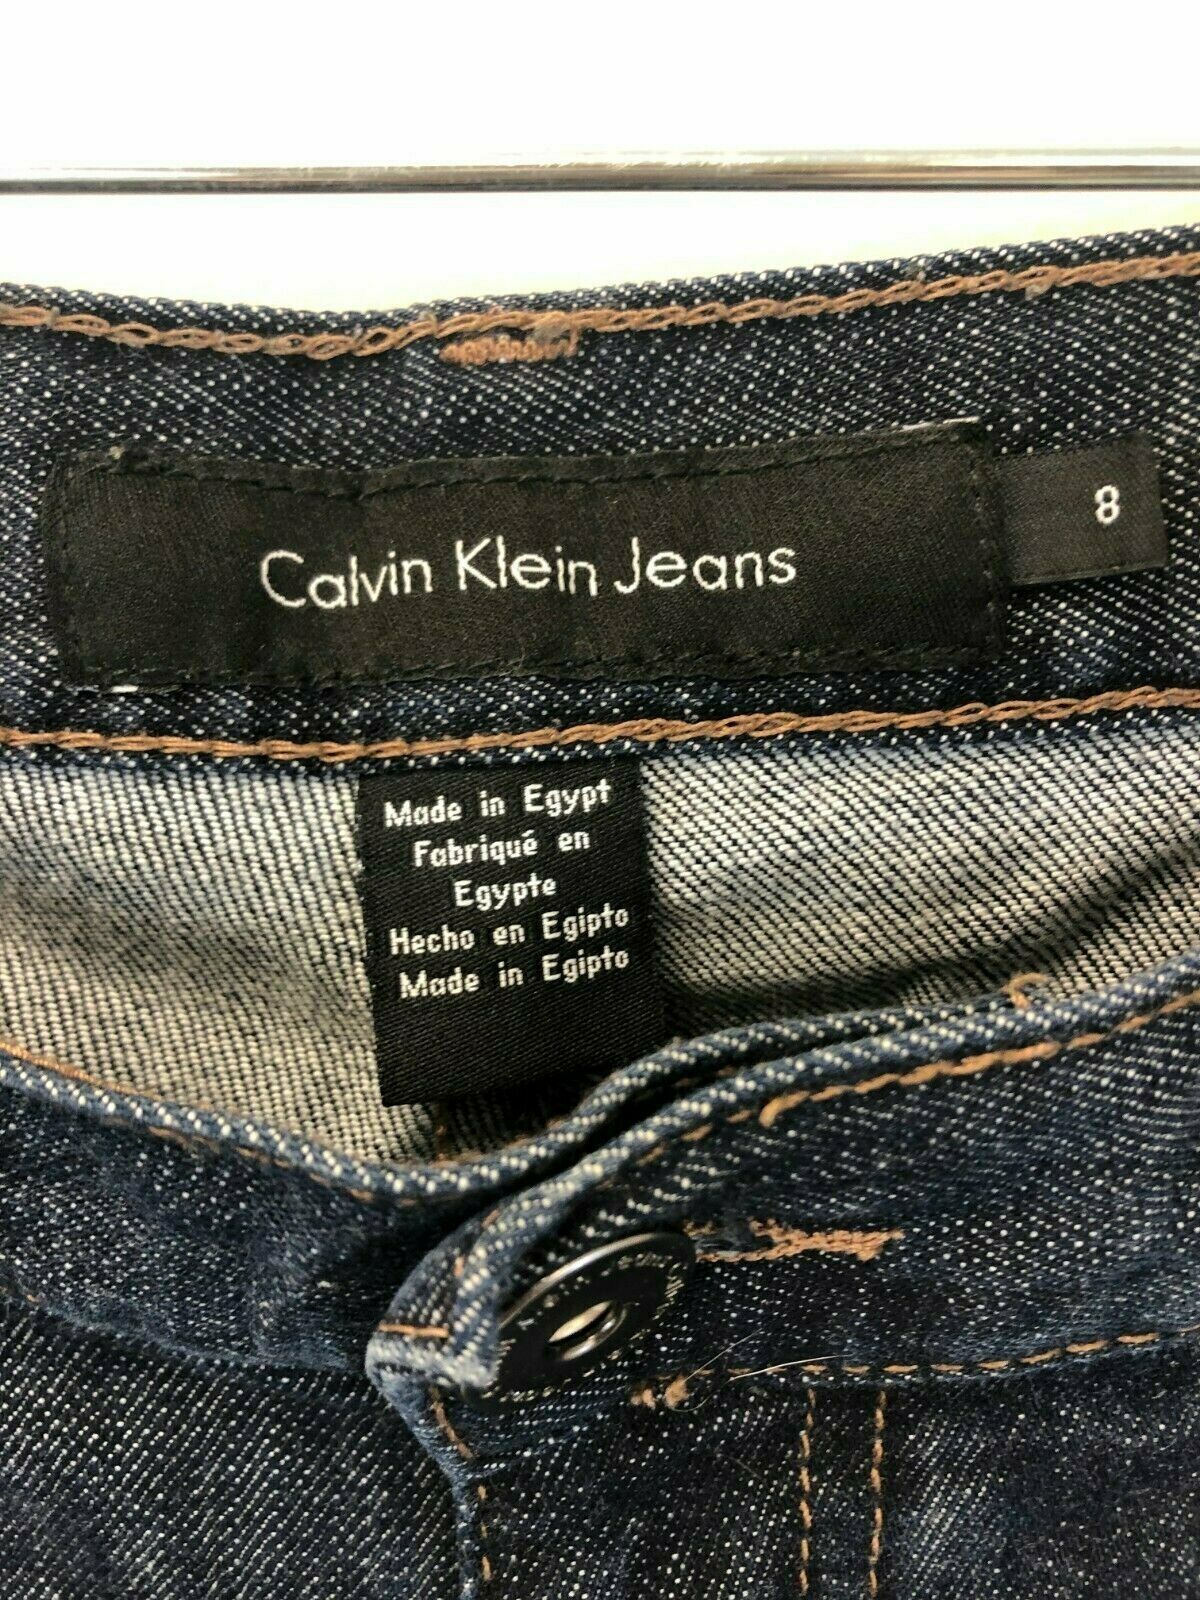 Calvin Klein Jeans
8
Made in Egypt
Fabriqué en
Egypte
Hecho en Egipto
Made in Egipto